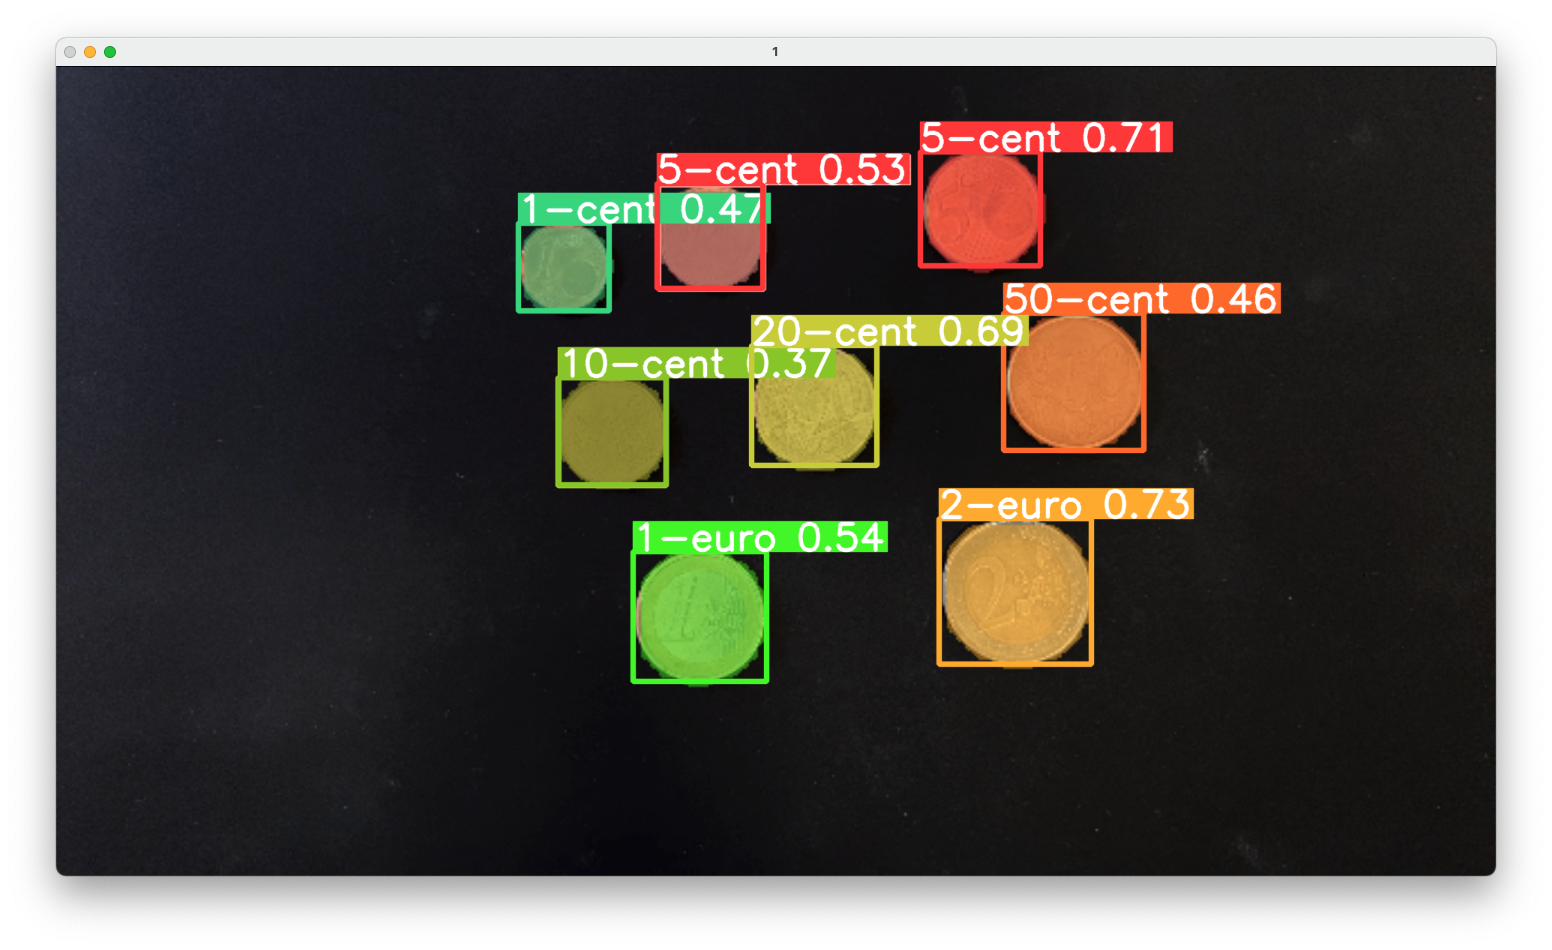 1
5-cent 0.71
5-cent 0.53
1-cent 0.47
50-cent 0.46
20-cent 0.69
10-cent 0.37
2-euro 0.73
1-euro 0.54